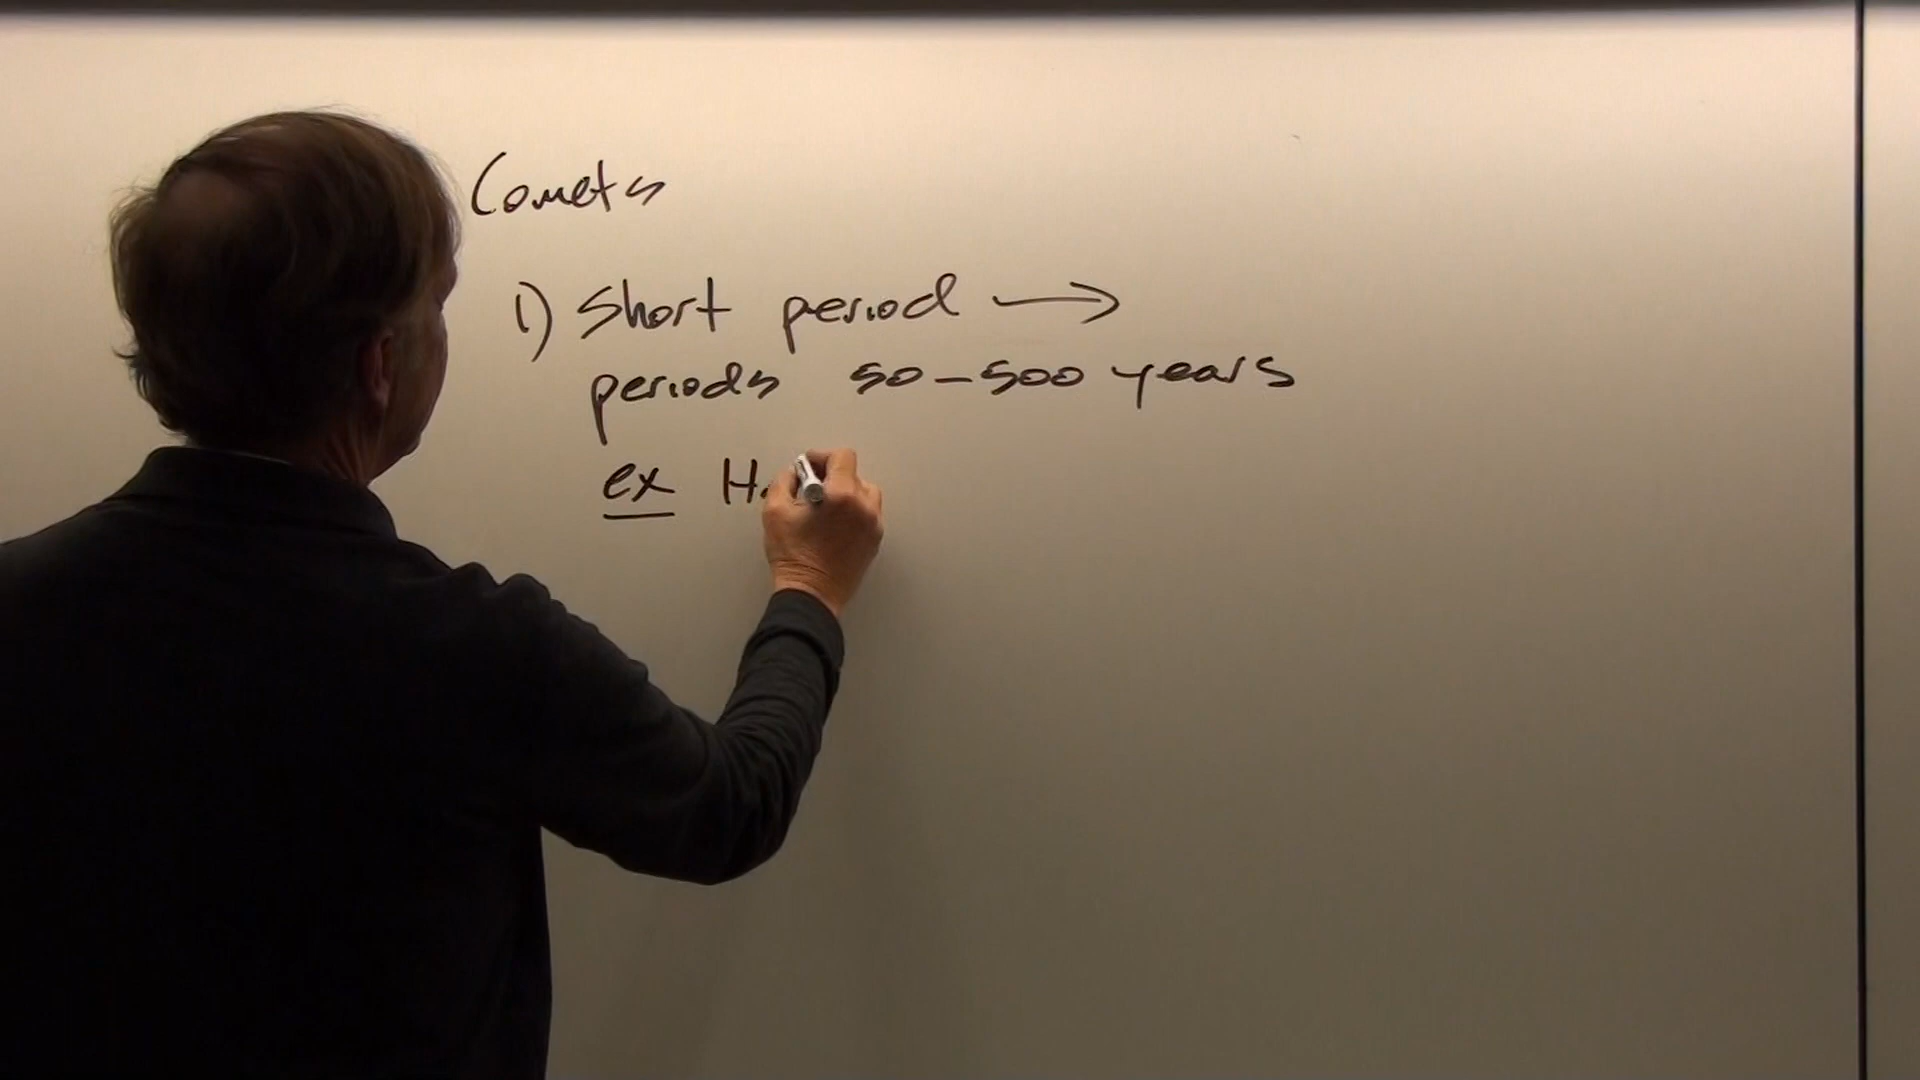 Comets
1) Short period →
periods 50-500 years
ex H